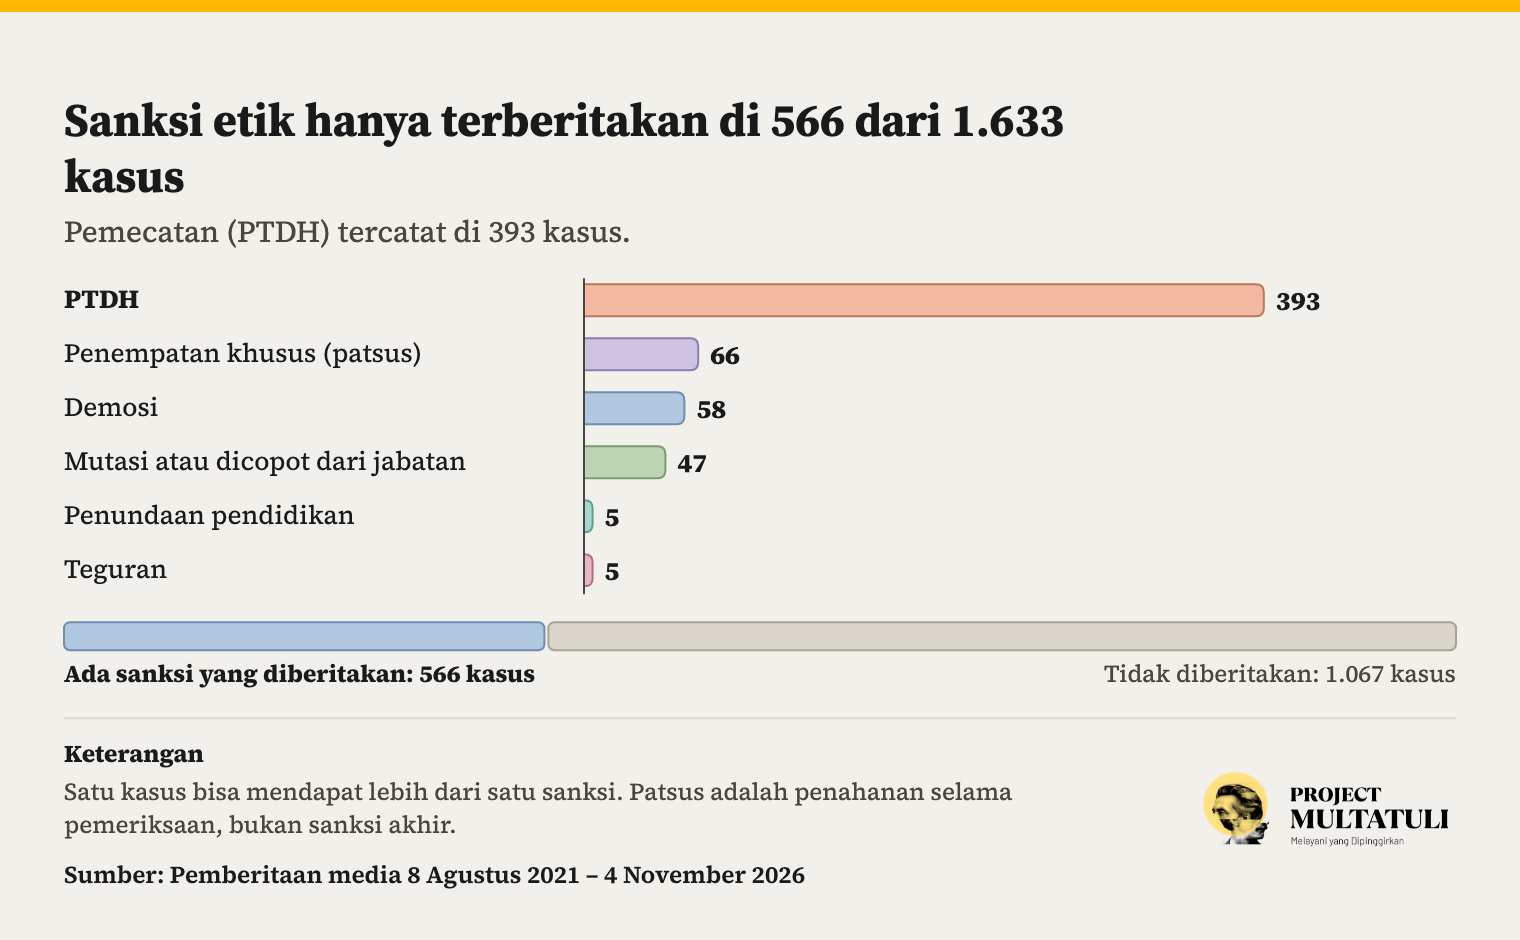 Sanksi etik hanya terberitakan di 566 dari 1.633
kasus
Pemecatan (PTDH) tercatat di 393 kasus.
PTDH 393
Penempatan khusus (patsus) 66
Demosi 58
Mutasi atau dicopot dari jabatan 47
Penundaan pendidikan 5
Teguran 5
Ada sanksi yang diberitakan: 566 kasus
Tidak diberitakan: 1.067 kasus
Keterangan
Satu kasus bisa mendapat lebih dari satu sanksi. Patsus adalah penahanan selama
pemeriksaan, bukan sanksi akhir.
Sumber: Pemberitaan media 8 Agustus 2021 – 4 November 2026
PROJECT
MULTATULI
Melayani yang Dipinggirkan